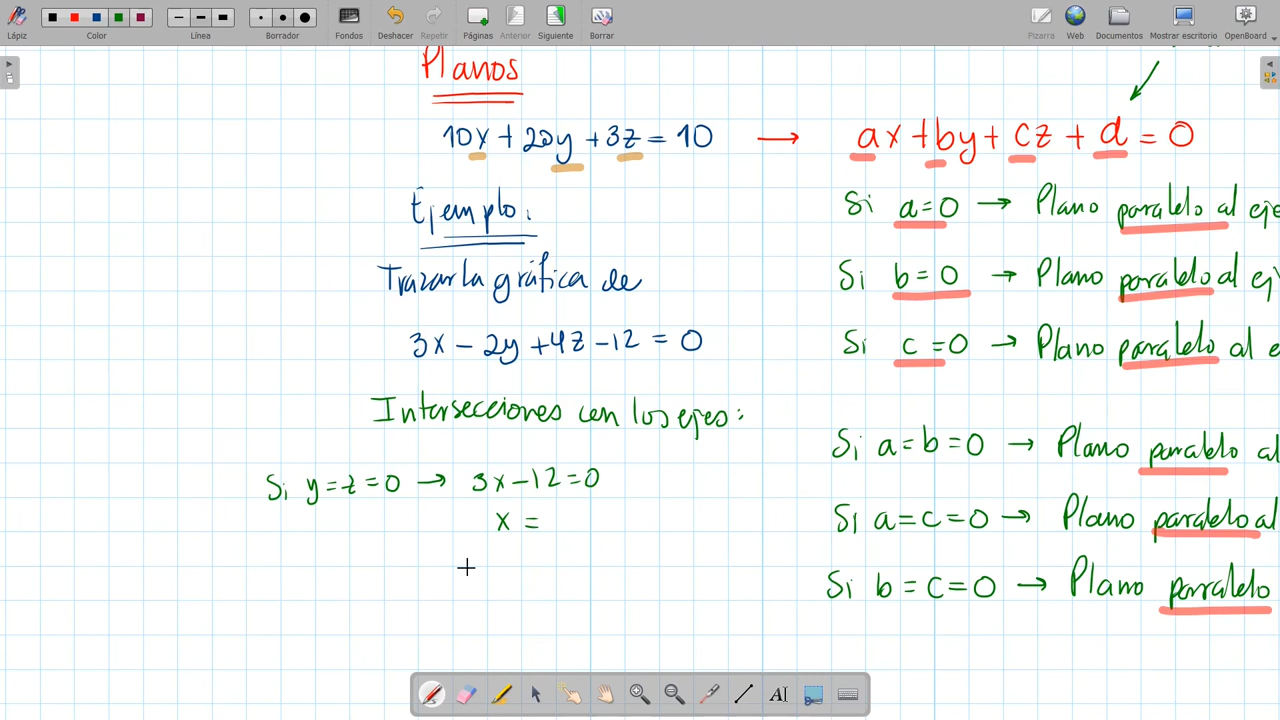 Lápiz Color Línea Borrador Fondos Deshacer Repetir Páginas Anterior Siguiente Borrar Pizarra Web Documentos Mostrar escritorio OpenBoard
Planos
10x + 20y + 3z = 10 → ax + by + cz + d = 0
Ejemplo:
Si a=0 → Plano paralelo al eje
Trazar la gráfica de
Si b=0 → Plano paralelo al ej
3x - 2y + 4z - 12 = 0
Si c=0 → Plano paralelo al e
Intersecciones con los ejes:
Si a=b=0 → Plano paralelo al
Si y=z=0 → 3x-12=0
x =
Si a=c=0 → Plano paralelo al
Si b=c=0 → Plano paralelo